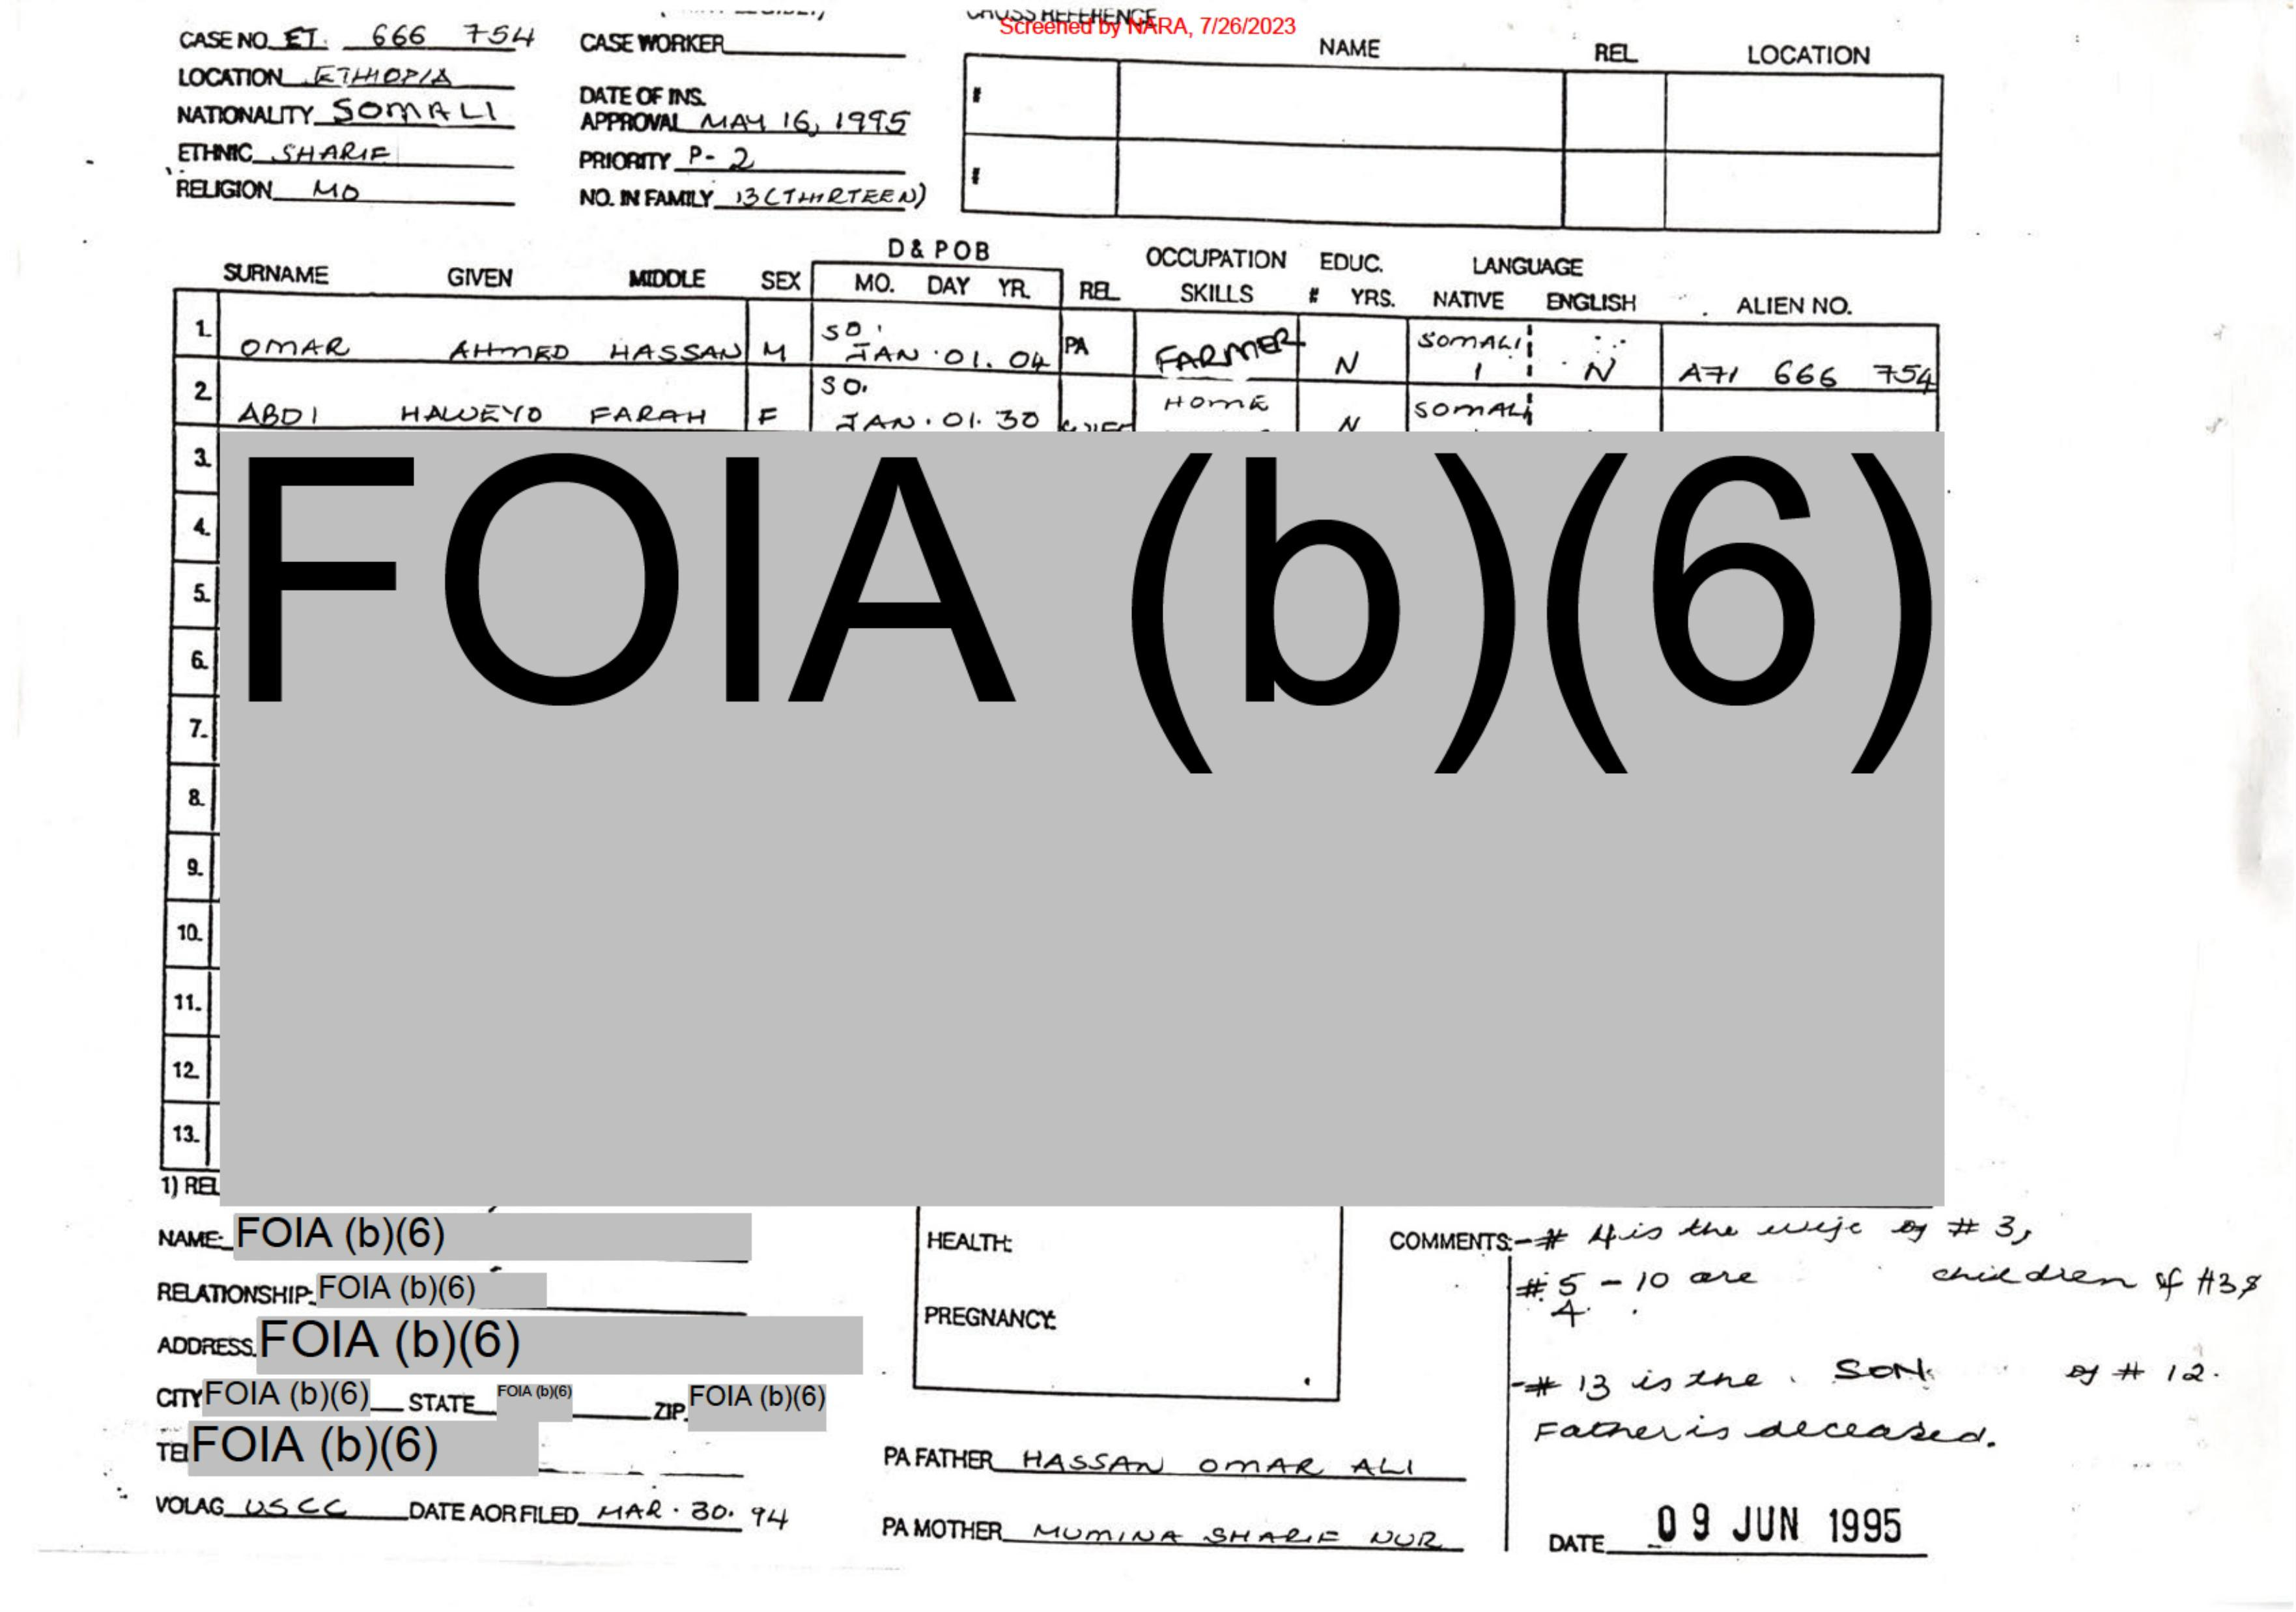 CROSS REFERENCE
Screened by NARA, 7/26/2023
CASE NO. ET. 666 754 CASE WORKER
NAME REL LOCATION
LOCATION ETHIOPIA
NATIONALITY SOMALI
DATE OF INS.
APPROVAL MAY 16, 1995
#
ETHNIC SHARIF PRIORITY P-2
RELIGION MO NO. IN FAMILY 13 (THIRTEEN)
#
D & P O B
SURNAME GIVEN MIDDLE SEX MO. DAY YR. REL OCCUPATION SKILLS EDUC. # YRS. LANGUAGE NATIVE ENGLISH ALIEN NO.
1. OMAR AHMED HASSAN M SO. JAN. 01. 04 PA FARMER N SOMALI 1 N A71 666 754
2. ABDI HALWEYO FARAH F SO. JAN. 01. 30 WIFE HOME N SOMALI
3.
FOIA (b)(6)
4.
5.
6.
7.
8.
9.
10.
11.
12.
13.
1) REL
NAME: FOIA (b)(6)
RELATIONSHIP: FOIA (b)(6)
ADDRESS FOIA (b)(6)
CITY FOIA (b)(6) STATE FOIA (b)(6) ZIP FOIA (b)(6)
TEL FOIA (b)(6)
VOLAG USCC DATE AOR FILED MAR. 30. 94
HEALTH:
PREGNANCY:
PA FATHER HASSAN OMAR ALI
PA MOTHER MUMINA SHARIF NUR
COMMENTS: -# 4 is the wife of # 3,
# 5 - 10 are children of #3 &
4.
-# 13 is the SON of # 12.
Father is deceased.
DATE 09 JUN 1995